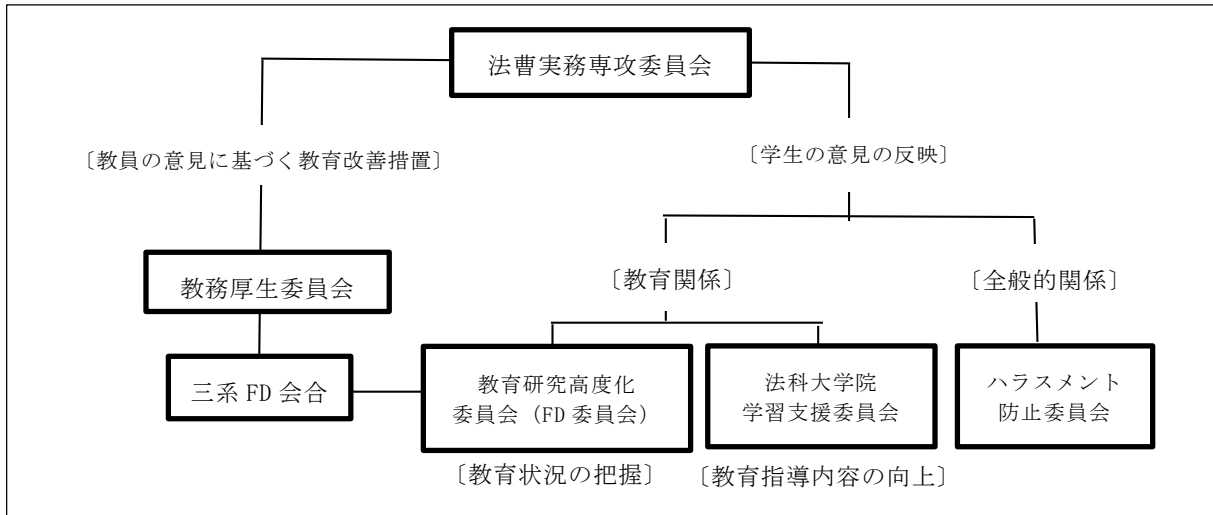 法曹実務専攻委員会
〔教員の意見に基づく教育改善措置〕
〔学生の意見の反映〕
教務厚生委員会
〔教育関係〕
〔全般的関係〕
三系 FD 会合
教育研究高度化
委員会（FD 委員会）
法科大学院
学習支援委員会
ハラスメント
防止委員会
〔教育状況の把握〕
〔教育指導内容の向上〕